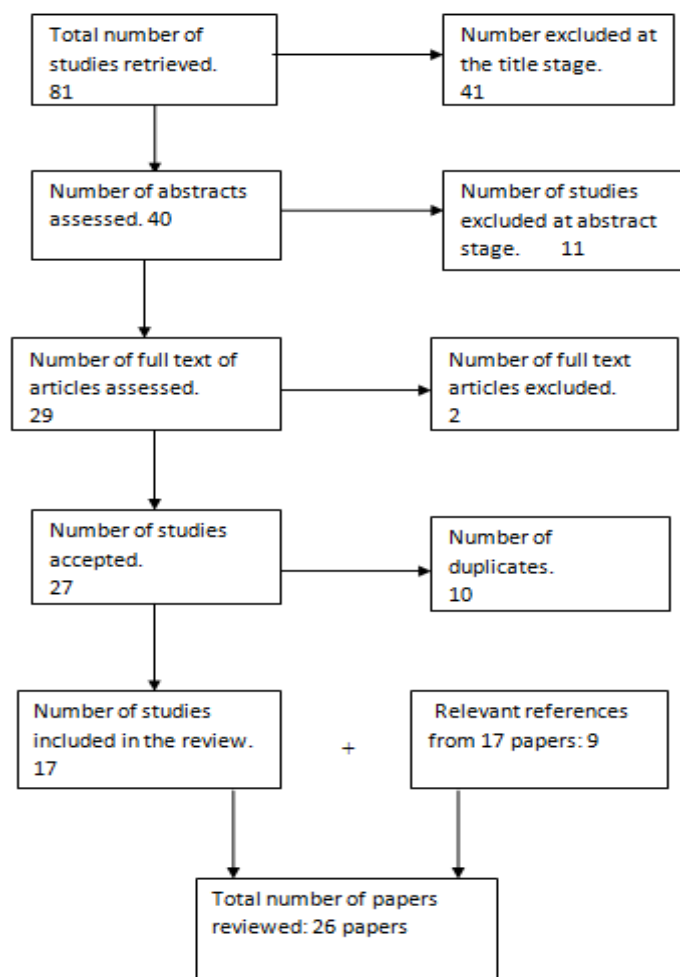 Total number of
studies retrieved.
81
Number excluded at
the title stage.
41
Number of abstracts
assessed. 40
Number of studies
excluded at abstract
stage. 11
Number of full text of
articles assessed.
29
Number of full text
articles excluded.
2
Number of studies
accepted.
27
Number of
duplicates.
10
Number of studies
included in the review.
17
+
Relevant references
from 17 papers: 9
Total number of papers
reviewed: 26 papers